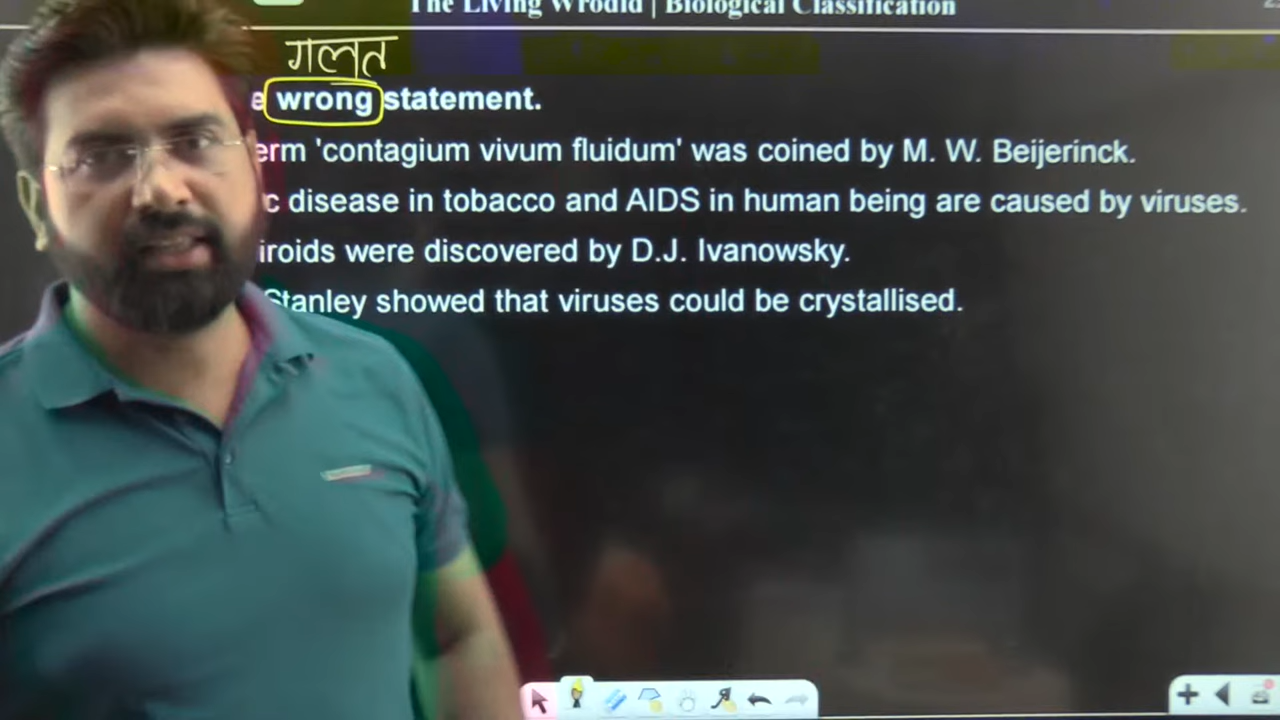 The Living Wrodld | Biological Classification
गलत
wrong statement.
'contagium vivum fluidum' was coined by M. W. Beijerinck.
disease in tobacco and AIDS in human being are caused by viruses.
were discovered by D.J. Ivanowsky.
Stanley showed that viruses could be crystallised.